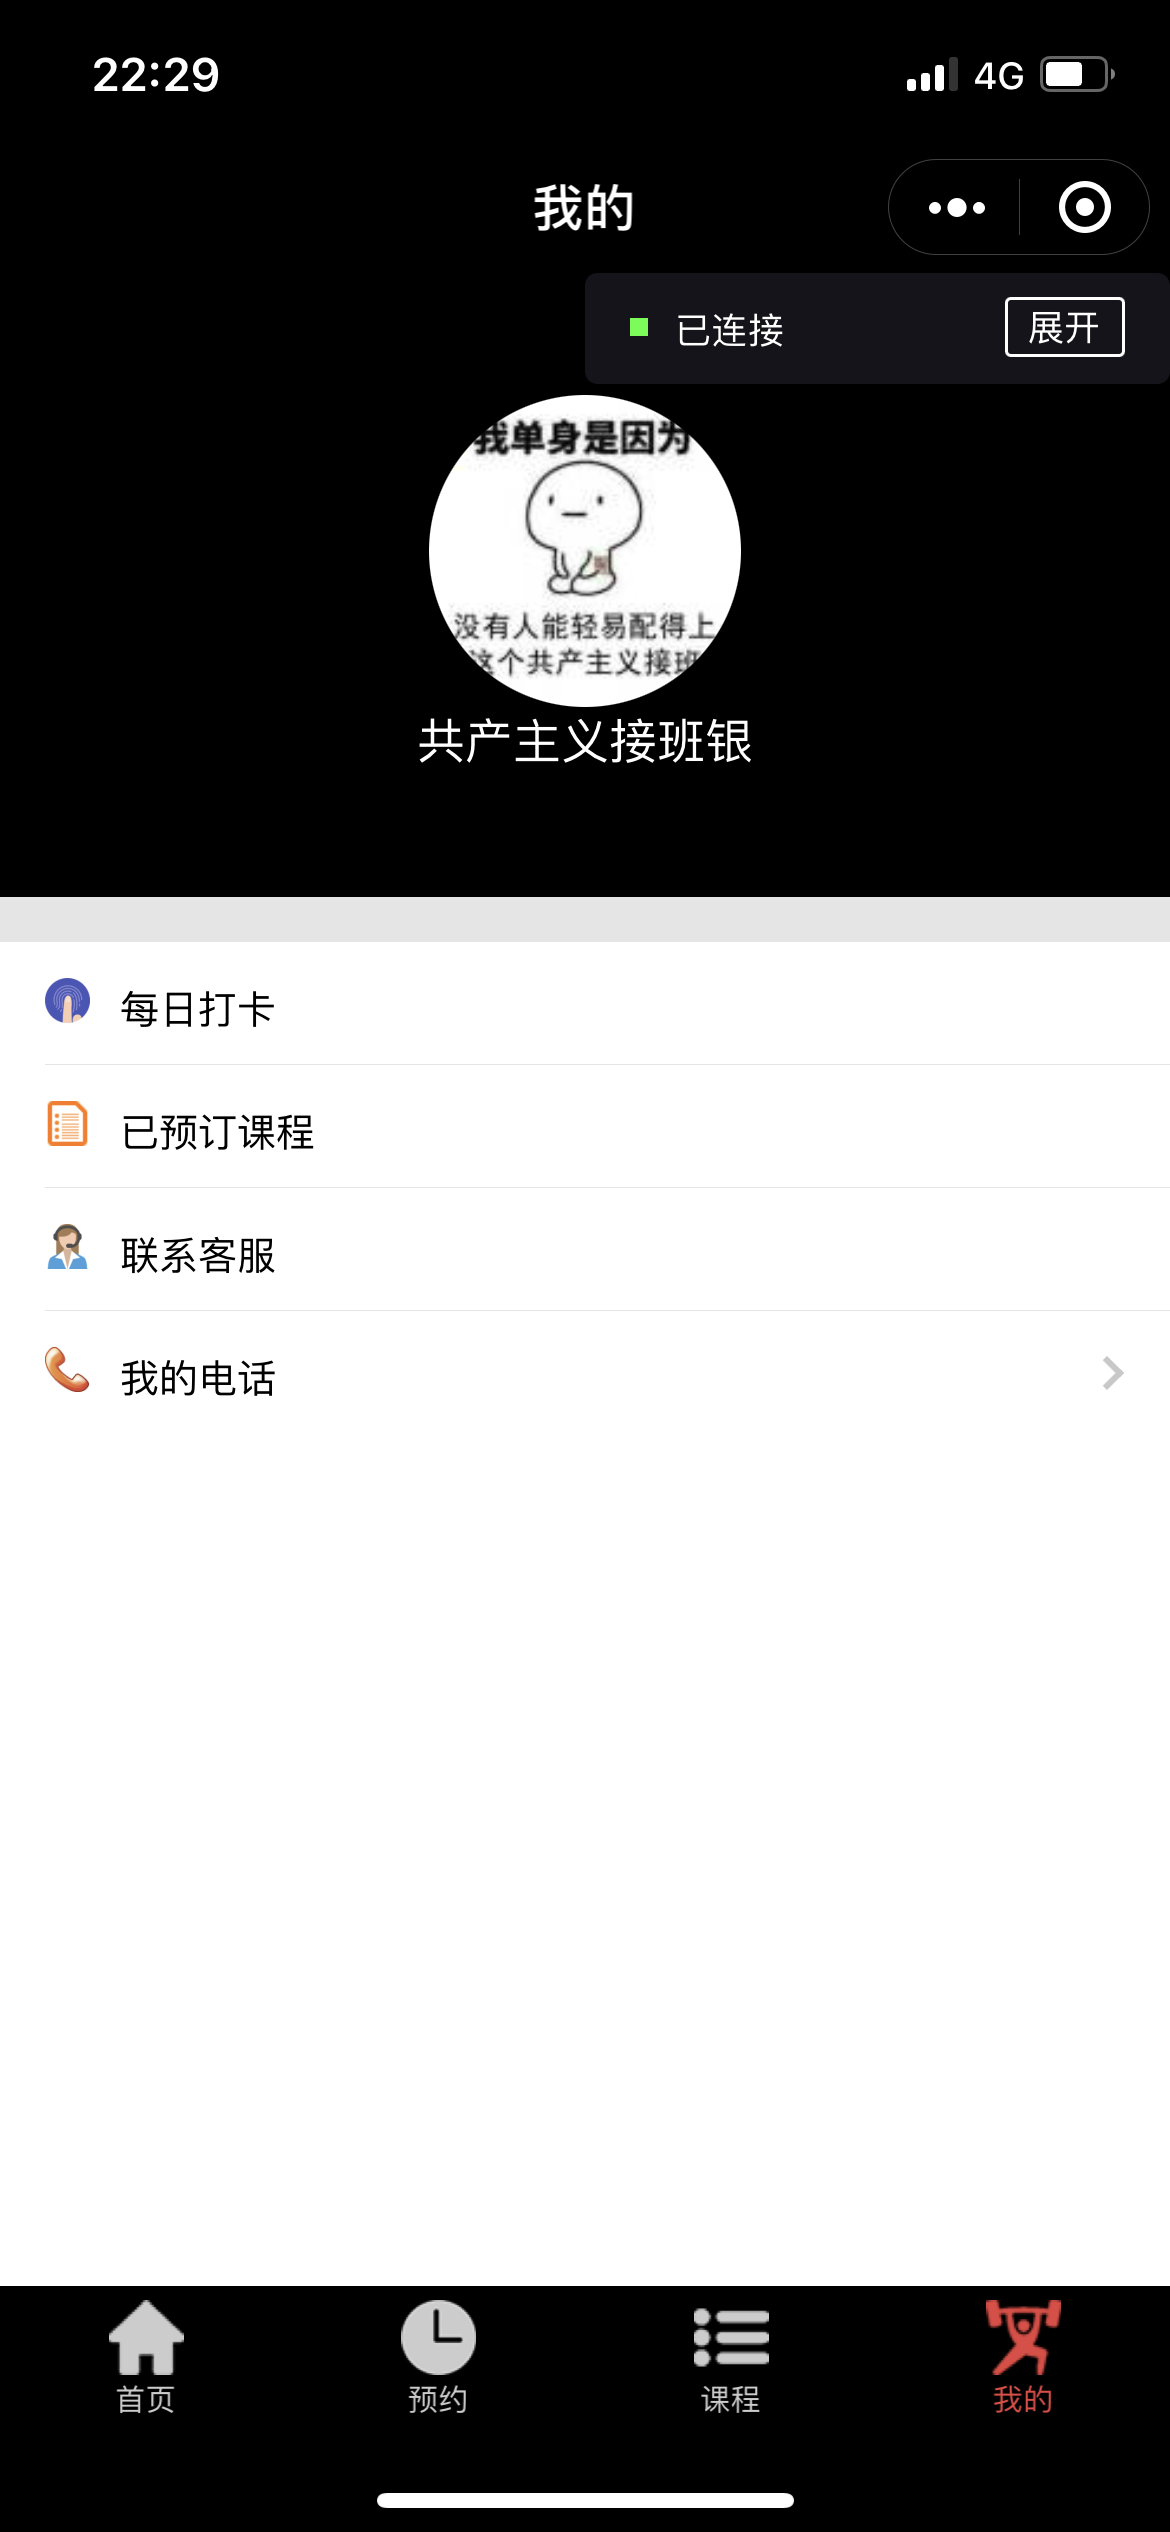 22:29
4G
我的
已连接
展开
我单身是因为
没有人能轻易配得上
这个共产主义接班
共产主义接班银
每日打卡
已预订课程
联系客服
我的电话
首页
预约
课程
我的